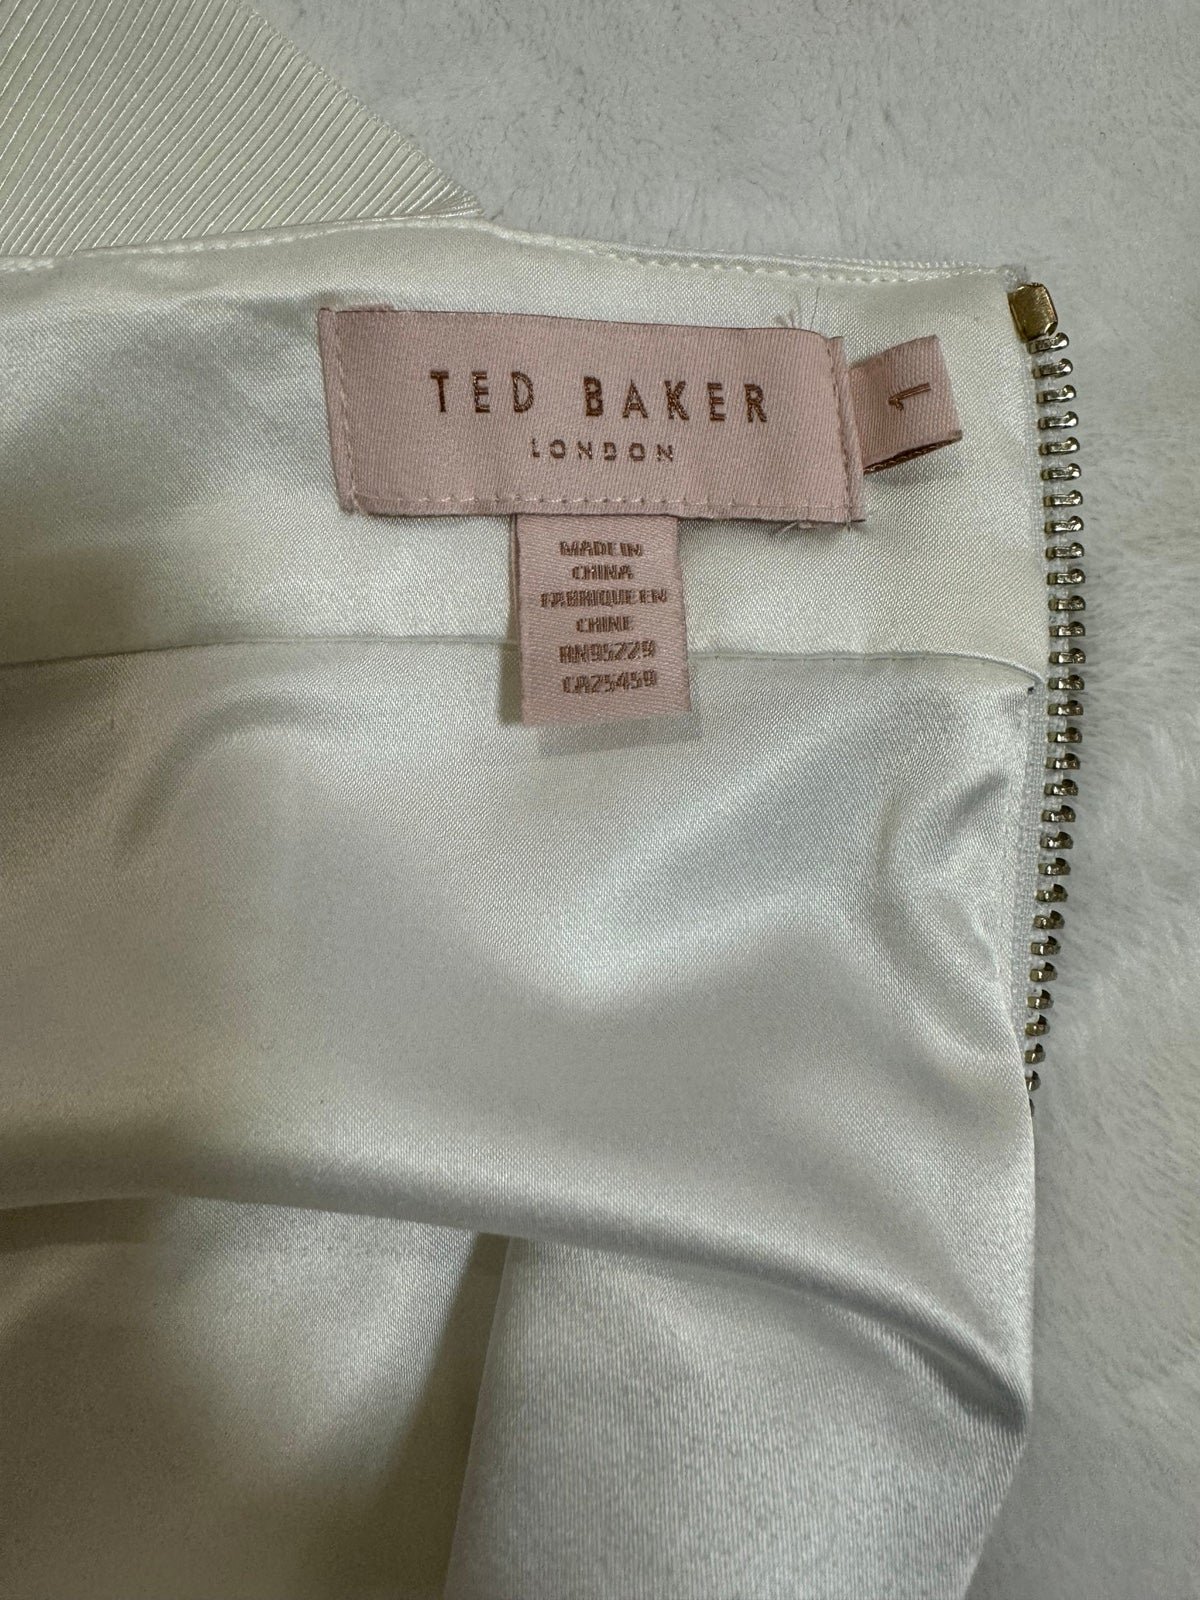 TED BAKER
LONDON
1
MADE IN
CHINA
FABRIQUE EN
CHINE
RN95229
CA25459